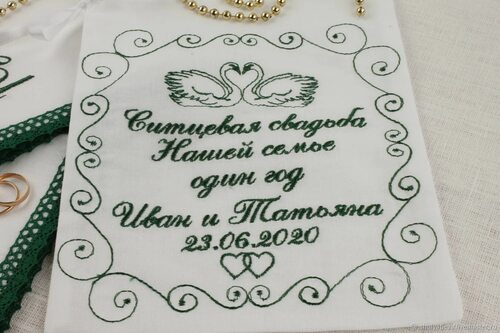 Ситцевая свадьба
Нашей семье
один год
Иван и Татьяна
23.06.2020